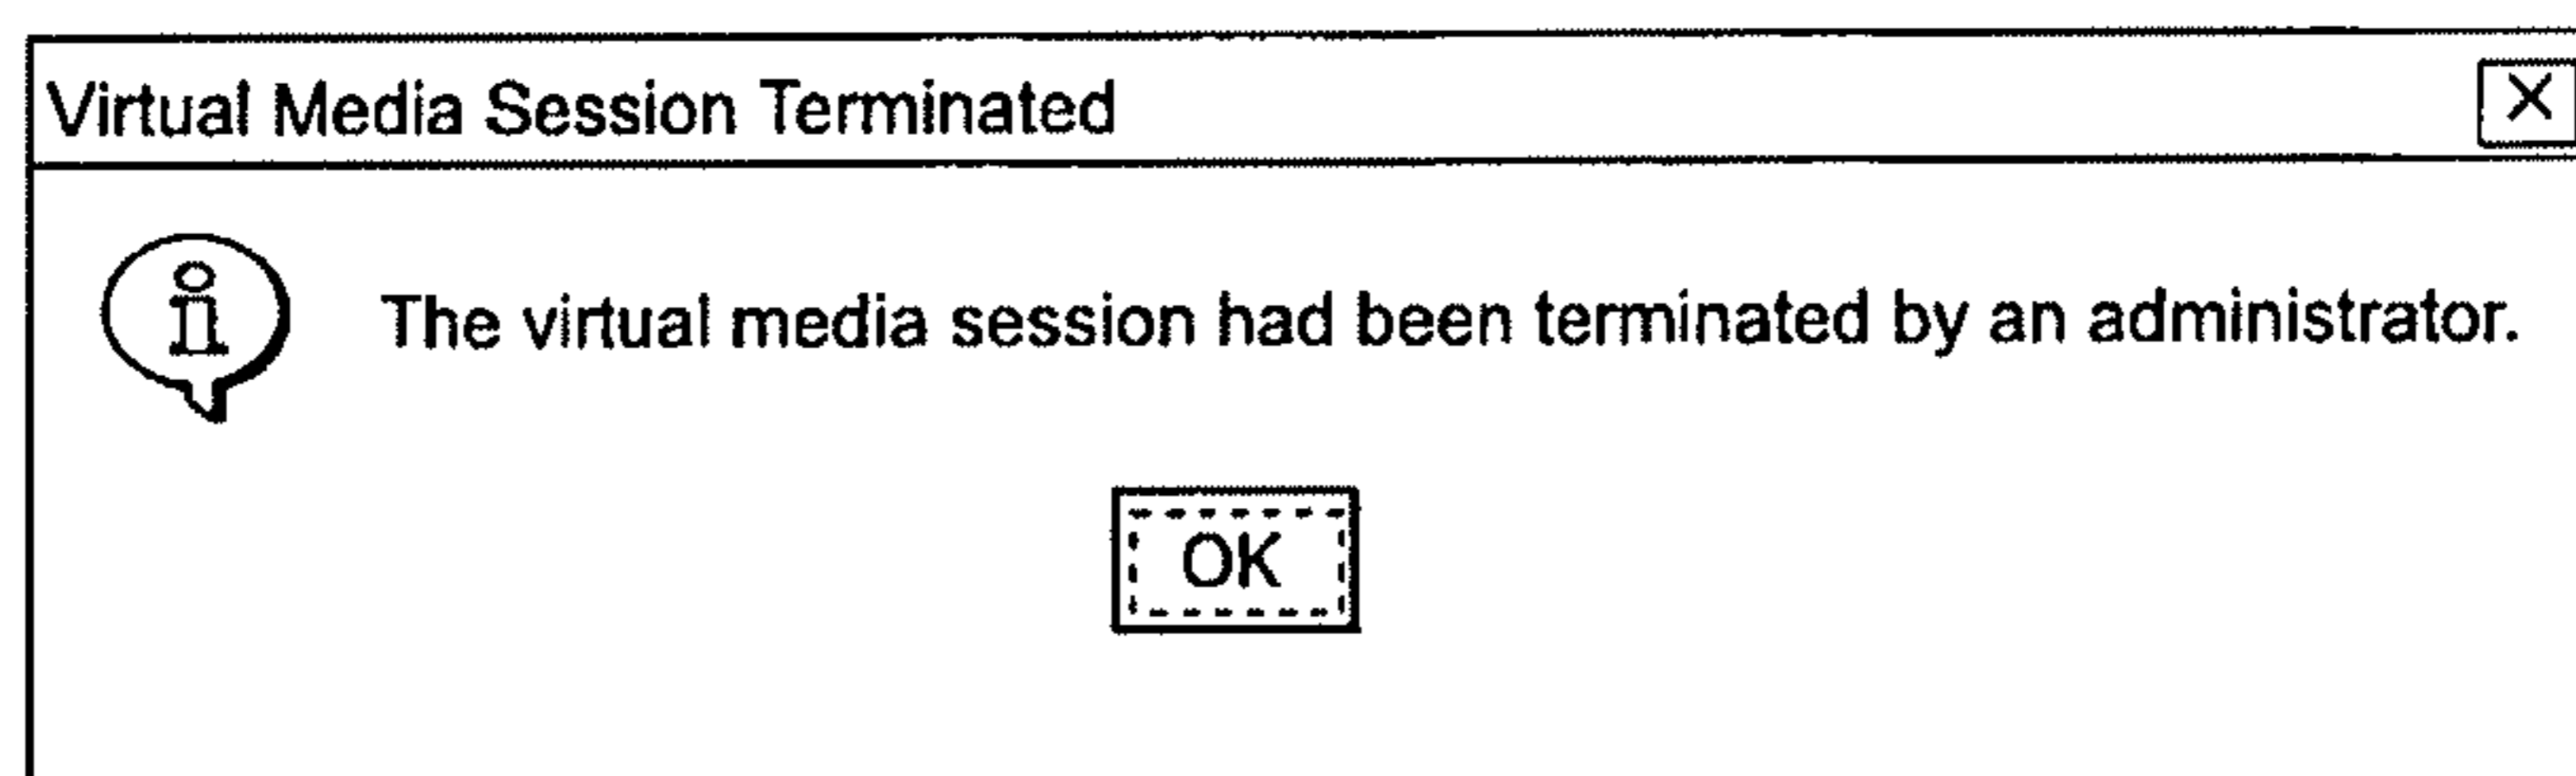 Virtual Media Session Terminated
X
i
The virtual media session had been terminated by an administrator.
OK